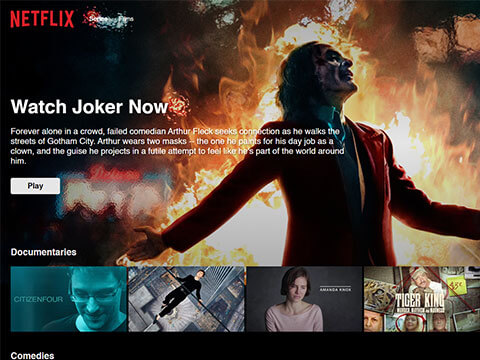 NETFLIX
Series Films
Watch Joker Now
Forever alone in a crowd, failed comedian Arthur Fleck seeks connection as he walks the
streets of Gotham City. Arthur wears two masks -- the one he paints for his day job as a
clown, and the guise he projects in a futile attempt to feel like he's part of the world around
him.
Play
Documentaries
CITIZENFOUR
AMANDA KNOX
TIGER KING
MURDER, MAYHEM AND MADNESS
Comedies